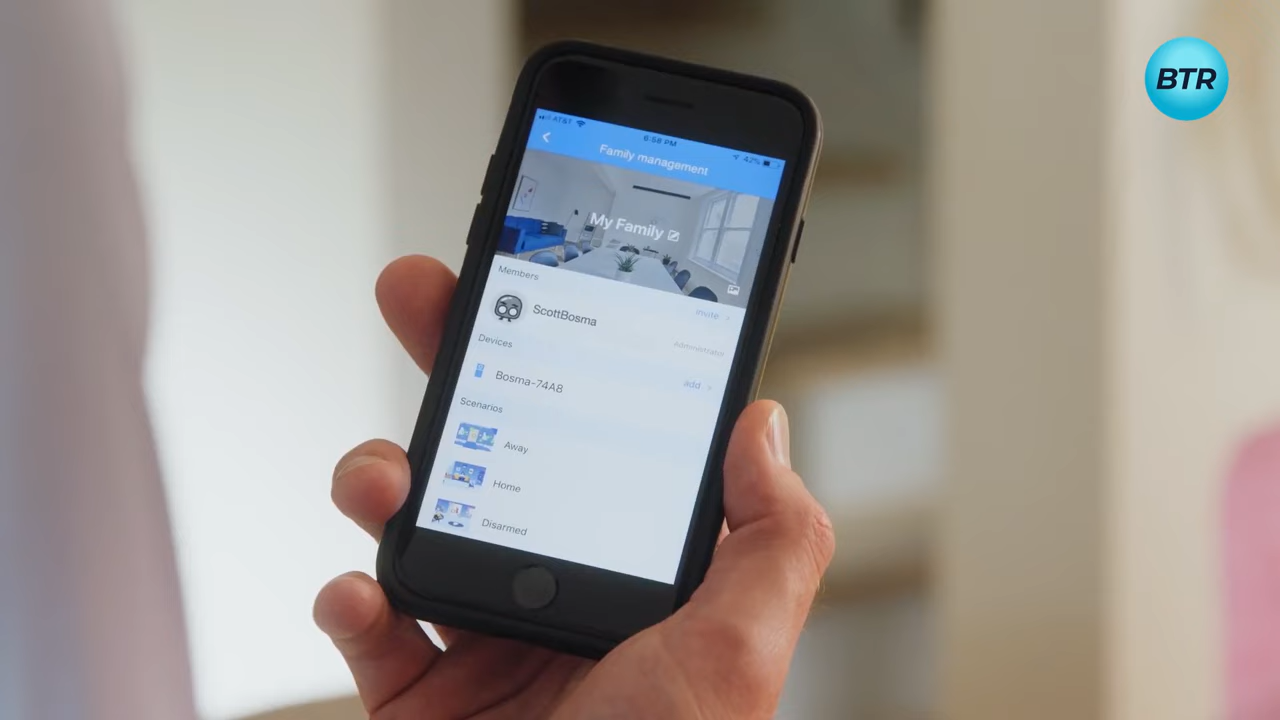 BTR
AT&T 6:58 PM 42%
Family management
My Family
Members
ScottBosma invite
Administrator
Devices
Bosma-74A8 add
Scenarios
Away
Home
Disarmed